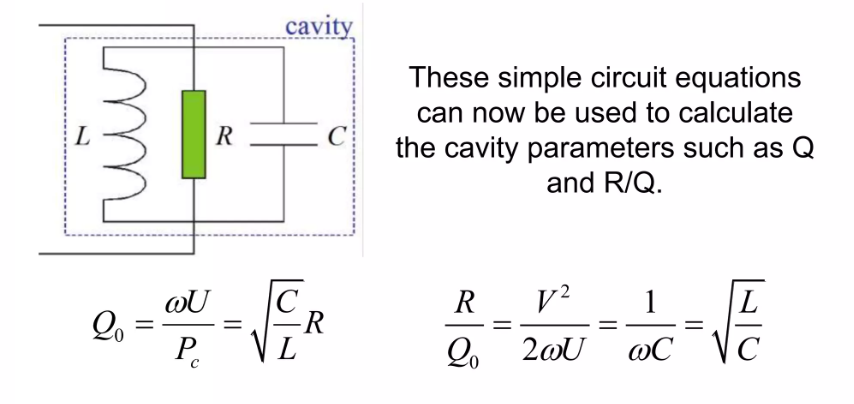 cavity
L
R
C
These simple circuit equations
can now be used to calculate
the cavity parameters such as Q
and R/Q.
Q₀ = ωU/P_c = √(C/L) R
R/Q₀ = V²/2ωU = 1/ωC = √(L/C)